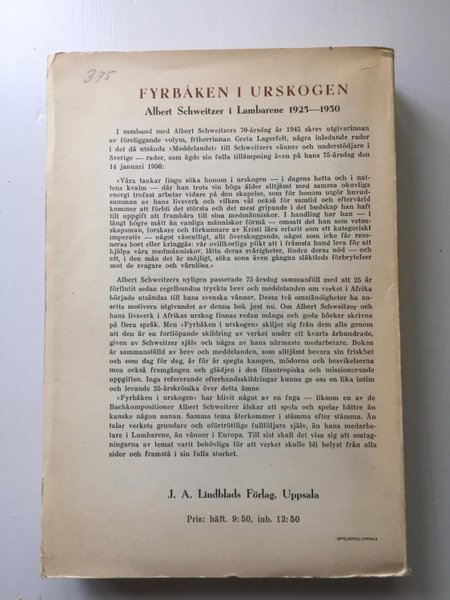 375
FYRBÅKEN I URSKOGEN
Albert Schweitzer i Lambarene 1925—1950
I samband med Albert Schweitzers 70-årsdag år 1945 skrev utgivarinnan
av föreliggande volym, friherrinnan Greta Lagerfelt, några inledande rader
i det då utsända »Meddelandet» till Schweitzers vänner och understödjare i
Sverige — rader, som ägde sin fulla tillämpning även på hans 75-årsdag den
14 januari 1950:
»Våra tankar fingo söka honom i urskogen — i dagens hetta och i nat-
tens kvalm — där han trots sin höga ålder alltjämt med samma okuvliga
energi troget arbetar vidare på den skapelse, som för honom utgör huvud-
summan av hans livsverk och vilken väl också för samtid och eftervärld
kommer att förbli det största och det mest gripande i det budskap han haft
till uppgift att frambära till sina medmänniskor. I handling har han — i
långt högre mått än vanliga människor förmå — omsatt det han som veten-
skapsman, forskare och förkunnare av Kristi lära erfarit som ett kategoriskt
imperativ — något väsentligt, allt överskuggande, något som icke får reso-
neras bort eller kringgås: vår ovillkorliga plikt att i främsta hand leva för att
hjälpa våra medmänniskor, lätta deras svårigheter, lindra deras nöd — och
att, i den mån det är möjligt, söka sona även gångna släktleds förbrytelser
mot de svagare och värnlösa.»
Albert Schweitzers nyligen passerade 75 årsdag sammanföll med att 25 år
förflutit sedan regelbundna tryckta brev och meddelanden om verket i Afrika
började utsändas till hans svenska vänner. Dessa två omständigheter ha an-
setts motivera utgivandet av denna bok just nu. Om Albert Schweitzer och
hans livsverk i Afrikas urskog finnas redan många och goda böcker skrivna
på flera språk. Men »Fyrbåken i urskogen» skiljer sig från dem alla genom
att den är en fortlöpande skildring av verket under ett kvarts århundrade,
given av Schweitzer själv och några av hans närmaste medarbetare. Boken
är sammanställd av brev och meddelanden, som alltjämt bevara sin friskhet
och som dag för dag, år för år spegla kampen, mödorna och besvikelserna
men också framgången och glädjen i den filantropiska och missionerande
uppgiften. Inga refererande efterhandsskildringar kunna ge oss en lika intim
och levande 25-årskrönika över detta ämne.
»Fyrbåken i urskogen» har blivit något av en fuga — liksom en av de
Bachkompositioner Albert Schweitzer älskar att spela och spelar bättre än
kanske någon annan. Samma tema återkommer i stämma efter stämma. Än
talar verkets grundare och oförtröttlige fullföljare själv, än hans medarbe-
tare i Lambarene, än vänner i Europa. Till sist skall det visa sig att omtag-
ningarna av temat varit behövliga för att verket skulle bli belyst från alla
sidor och framstå i sin fulla storhet.
J. A. Lindblads Förlag, Uppsala
Pris: häft. 9:50, inb. 13:50
APPELBERGS, UPPSALA